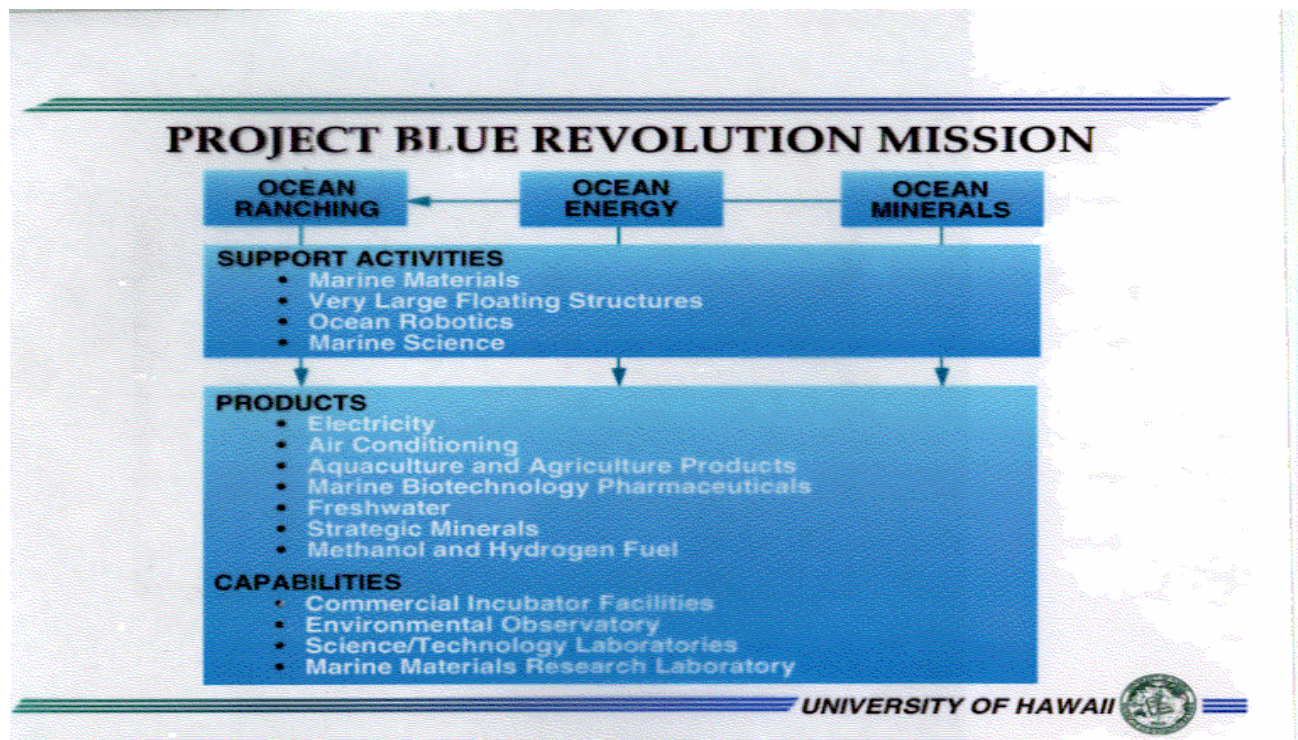 PROJECT BLUE REVOLUTION MISSION
OCEAN
RANCHING
OCEAN
ENERGY
OCEAN
MINERALS
SUPPORT ACTIVITIES
• Marine Materials
• Very Large Floating Structures
• Ocean Robotics
• Marine Science
PRODUCTS
• Electricity
• Air Conditioning
• Aquaculture and Agriculture Products
• Marine Biotechnology Pharmaceuticals
• Freshwater
• Strategic Minerals
• Methanol and Hydrogen Fuel
CAPABILITIES
• Commercial Incubator Facilities
• Environmental Observatory
• Science/Technology Laboratories
• Marine Materials Research Laboratory
UNIVERSITY OF HAWAII